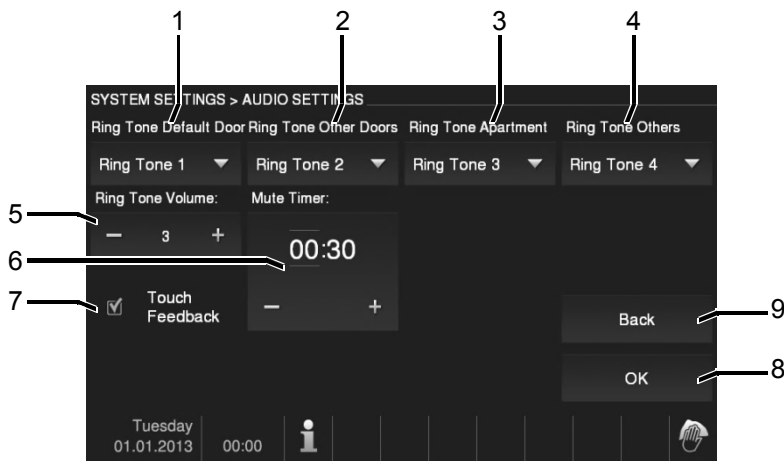 1 2 3 4
SYSTEM SETTINGS > AUDIO SETTINGS
Ring Tone Default Door Ring Tone Other Doors Ring Tone Apartment Ring Tone Others
Ring Tone 1 Ring Tone 2 Ring Tone 3 Ring Tone 4
Ring Tone Volume: Mute Timer:
5
− 3 +
00:30
6
7
Touch
Feedback
− +
Back
9
OK
8
Tuesday
01.01.2013 00:00